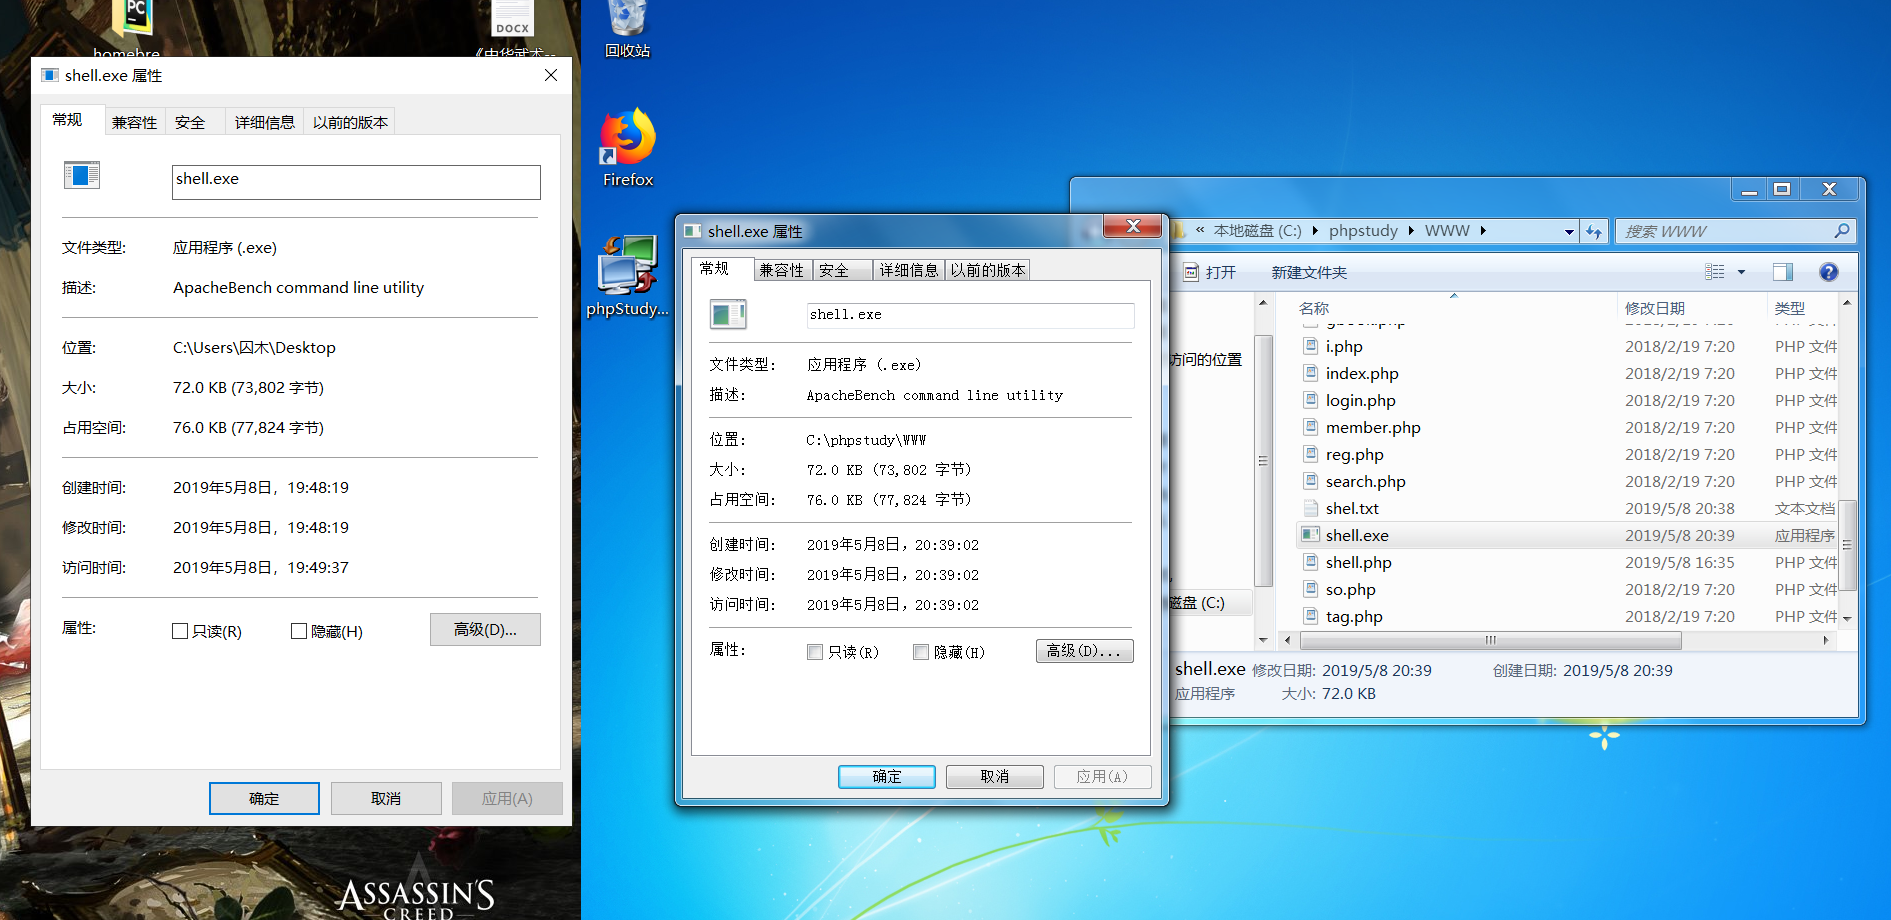 PC
homebre
DOCX
《中华武术--
shell.exe 属性
常规
兼容性
安全
详细信息
以前的版本
shell.exe
文件类型:
应用程序 (.exe)
描述:
ApacheBench command line utility
位置:
C:\Users\囚木\Desktop
大小:
72.0 KB (73,802 字节)
占用空间:
76.0 KB (77,824 字节)
创建时间:
2019年5月8日，19:48:19
修改时间:
2019年5月8日，19:48:19
访问时间:
2019年5月8日，19:49:37
属性:
只读(R)
隐藏(H)
高级(D)...
确定
取消
应用(A)
ASSASSIN'S
CREED
回收站
Firefox
phpStudy...
shell.exe 属性
常规
兼容性
安全
详细信息
以前的版本
shell.exe
文件类型:
应用程序 (.exe)
描述:
ApacheBench command line utility
位置:
C:\phpstudy\WWW
大小:
72.0 KB (73,802 字节)
占用空间:
76.0 KB (77,824 字节)
创建时间:
2019年5月8日，20:39:02
修改时间:
2019年5月8日，20:39:02
访问时间:
2019年5月8日，20:39:02
属性:
只读(R)
隐藏(H)
高级(D)...
确定
取消
应用(A)
« 本地磁盘 (C:)
phpstudy
WWW
搜索 WWW
打开
新建文件夹
访问的位置
磁盘 (C:)
名称
修改日期
类型
i.php 2018/2/19 7:20 PHP 文件
index.php 2018/2/19 7:20 PHP 文件
login.php 2018/2/19 7:20 PHP 文件
member.php 2018/2/19 7:20 PHP 文件
reg.php 2018/2/19 7:20 PHP 文件
search.php 2018/2/19 7:20 PHP 文件
shel.txt 2019/5/8 20:38 文本文档
shell.exe 2019/5/8 20:39 应用程序
shell.php 2019/5/8 16:35 PHP 文件
so.php 2018/2/19 7:20 PHP 文件
tag.php 2018/2/19 7:20 PHP 文件
shell.exe 修改日期: 2019/5/8 20:39 创建日期: 2019/5/8 20:39
应用程序 大小: 72.0 KB